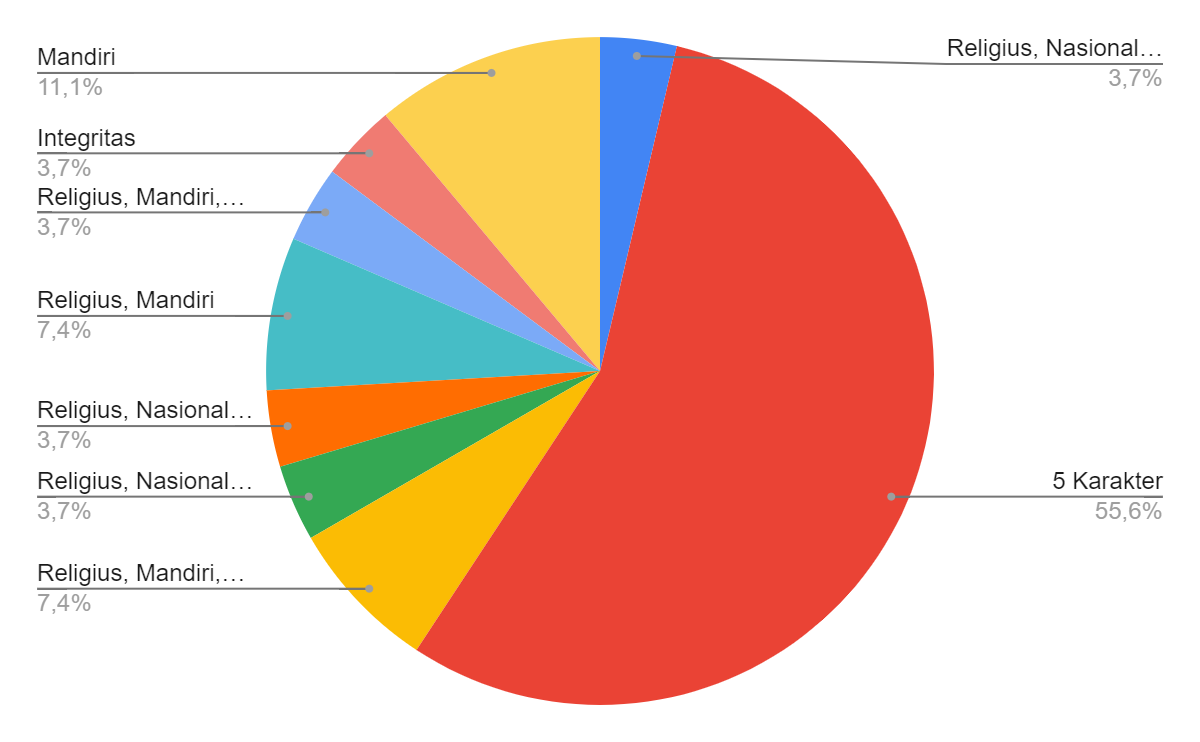 Mandiri
11,1%
Integritas
3,7%
Religius, Mandiri,…
3,7%
Religius, Mandiri
7,4%
Religius, Nasional…
3,7%
Religius, Nasional…
3,7%
Religius, Mandiri,…
7,4%
Religius, Nasional…
3,7%
5 Karakter
55,6%